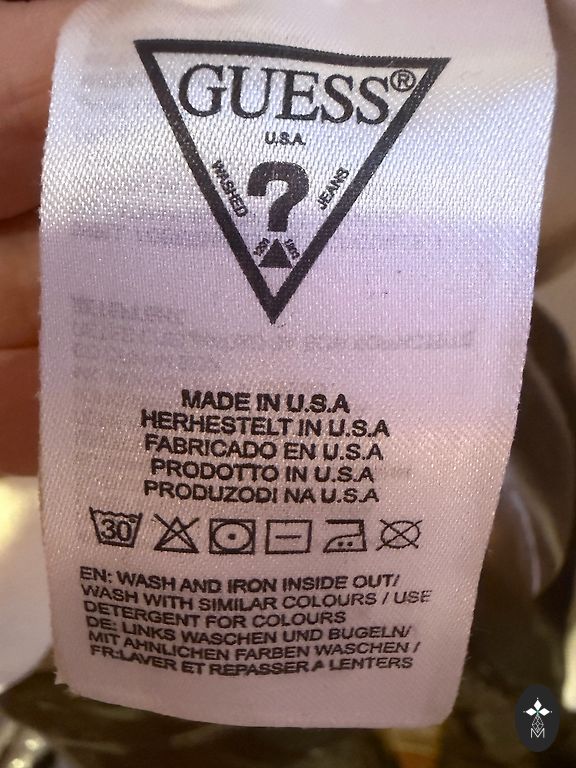 GUESS®
U.S.A.
WASHED ? JEANS
MADE IN U.S.A
HERHESTELT IN U.S.A
FABRICADO EN U.S.A
PRODOTTO IN U.S.A
PRODUZODI NA U.S.A
30
EN: WASH AND IRON INSIDE OUT/
WASH WITH SIMILAR COLOURS / USE
DETERGENT FOR COLOURS
DE: LINKS WASCHEN UND BUGELN/
MIT AHNLICHEN FARBEN WASCHEN /
FR:LAVER ET REPASSER A LENTERS
M